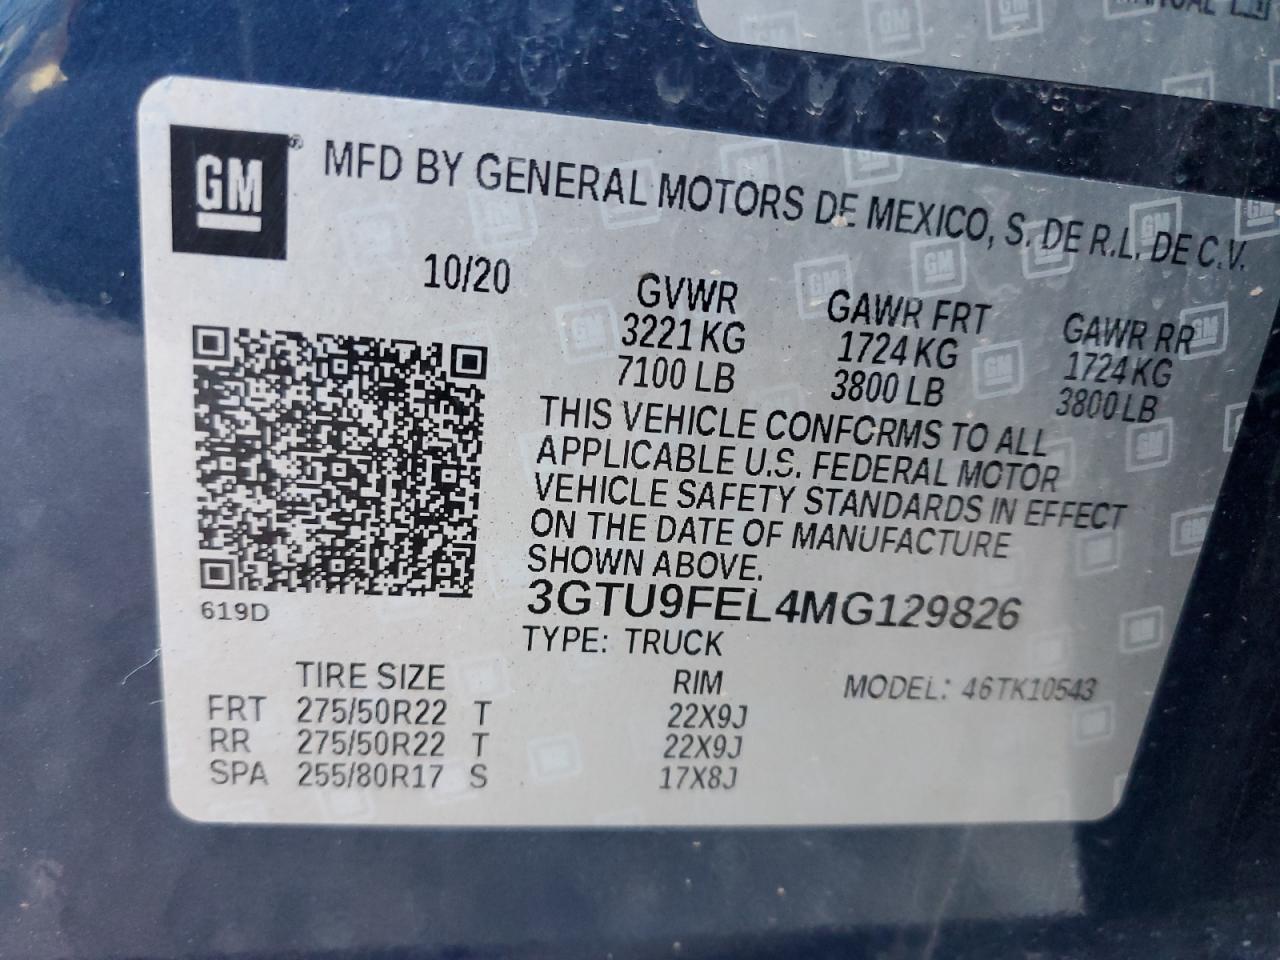 MANUAL
GM
® MFD BY GENERAL MOTORS DE MEXICO, S. DE R.L. DE C.V.
10/20
GVWR GAWR FRT GAWR RR
3221 KG 1724 KG 1724 KG
7100 LB 3800 LB 3800 LB
THIS VEHICLE CONFORMS TO ALL
APPLICABLE U.S. FEDERAL MOTOR
VEHICLE SAFETY STANDARDS IN EFFECT
ON THE DATE OF MANUFACTURE
SHOWN ABOVE.
3GTU9FEL4MG129826
619D
TYPE: TRUCK
TIRE SIZE RIM MODEL: 46TK10543
FRT 275/50R22 T 22X9J
RR 275/50R22 T 22X9J
SPA 255/80R17 S 17X8J